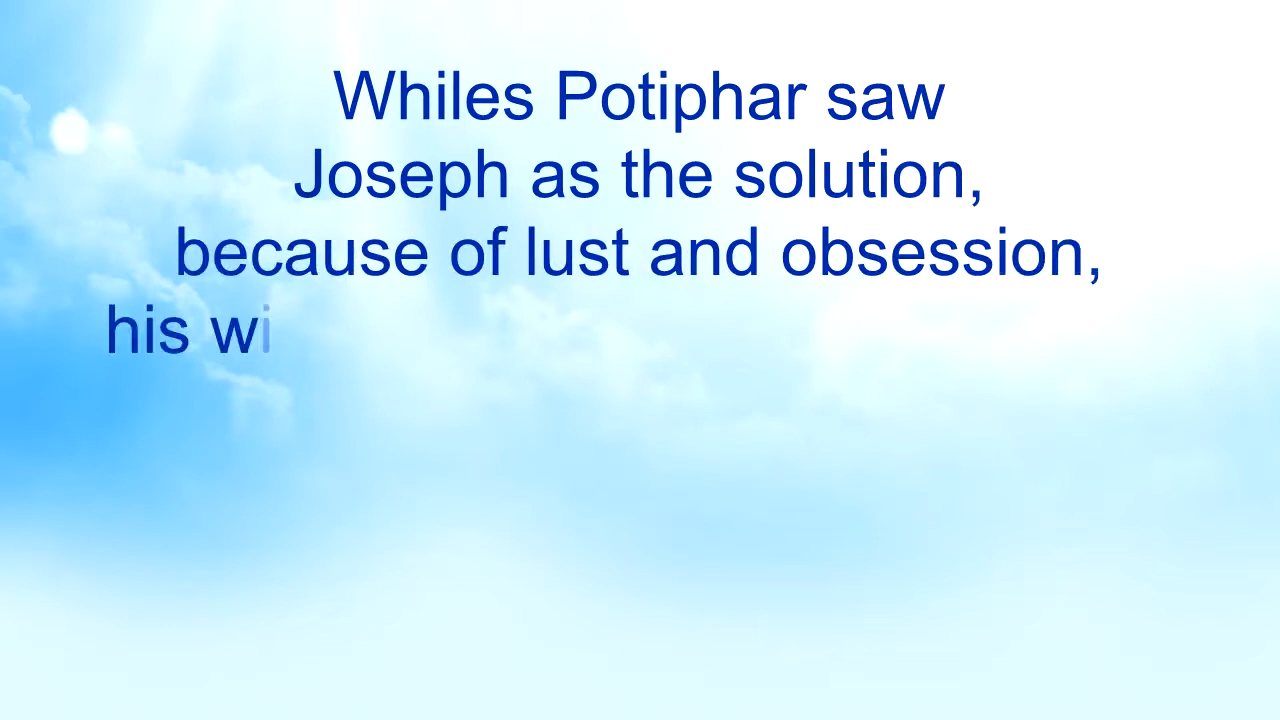 Whiles Potiphar saw
Joseph as the solution,
because of lust and obsession,
his wi